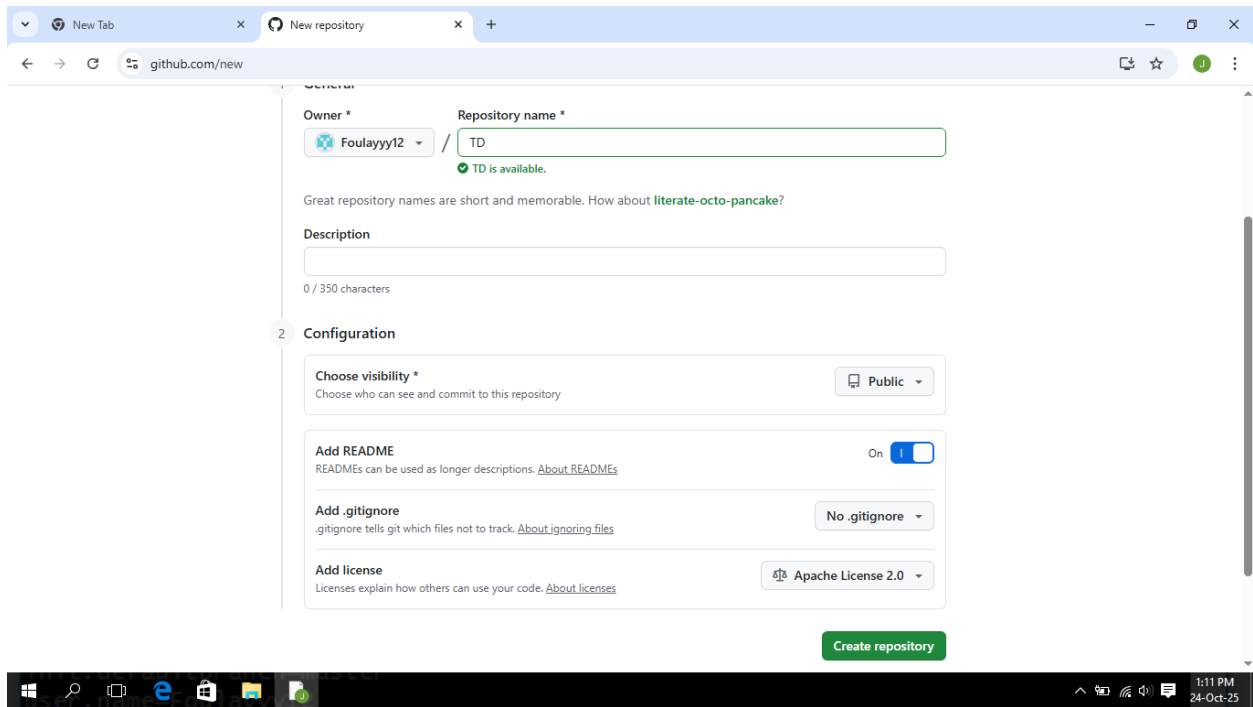 New Tab
New repository
github.com/new
J
1 General
Owner *
Repository name *
Foulayyy12
/
TD
TD is available.
Great repository names are short and memorable. How about literate-octo-pancake?
Description
0 / 350 characters
2 Configuration
Choose visibility *
Public
Choose who can see and commit to this repository
Add README
On
READMEs can be used as longer descriptions. About READMEs
Add .gitignore
No .gitignore
.gitignore tells git which files not to track. About ignoring files
Add license
Apache License 2.0
Licenses explain how others can use your code. About licenses
Create repository
init.defaultbranch=master
1:11 PM
24-Oct-25